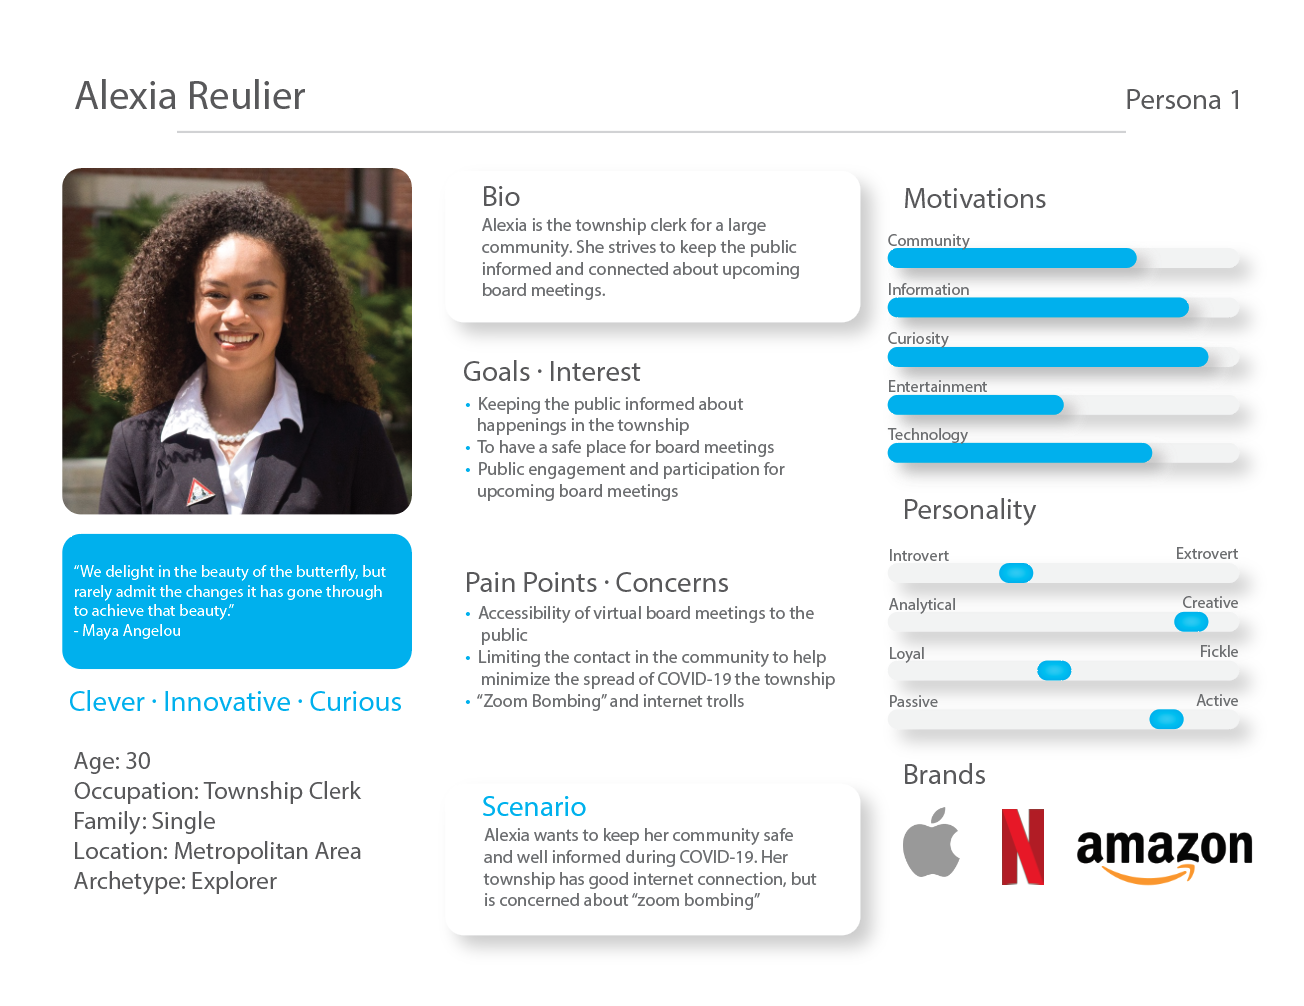 Alexia Reulier
Persona 1
Bio
Alexia is the township clerk for a large
community. She strives to keep the public
informed and connected about upcoming
board meetings.
Goals · Interest
• Keeping the public informed about
happenings in the township
• To have a safe place for board meetings
• Public engagement and participation for
upcoming board meetings
Pain Points · Concerns
• Accessibility of virtual board meetings to the
public
• Limiting the contact in the community to help
minimize the spread of COVID-19 the township
• “Zoom Bombing” and internet trolls
Scenario
Alexia wants to keep her community safe
and well informed during COVID-19. Her
township has good internet connection, but
is concerned about “zoom bombing”
“We delight in the beauty of the butterfly, but
rarely admit the changes it has gone through
to achieve that beauty.”
- Maya Angelou
Clever · Innovative · Curious
Age: 30
Occupation: Township Clerk
Family: Single
Location: Metropolitan Area
Archetype: Explorer
Motivations
Community
Information
Curiosity
Entertainment
Technology
Personality
Introvert Extrovert
Analytical Creative
Loyal Fickle
Passive Active
Brands
N
amazon